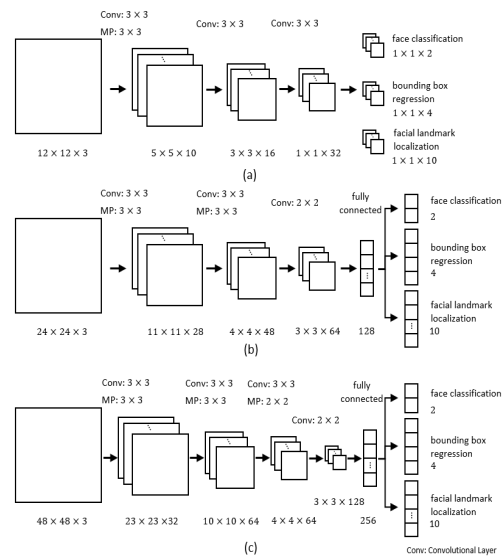 Conv: 3 × 3 Conv: 3 × 3 Conv: 3 × 3
MP: 3 × 3
face classification
1 × 1 × 2
bounding box
regression
1 × 1 × 4
facial landmark
localization
1 × 1 × 10
12 × 12 × 3 5 × 5 × 10 3 × 3 × 16 1 × 1 × 32
(a)
Conv: 3 × 3 Conv: 3 × 3 Conv: 2 × 2
MP: 3 × 3 MP: 3 × 3
fully
connected
face classification
2
bounding box
regression
4
facial landmark
localization
10
24 × 24 × 3 11 × 11 × 28 4 × 4 × 48 3 × 3 × 64 128
(b)
Conv: 3 × 3 Conv: 3 × 3 Conv: 3 × 3
MP: 3 × 3 MP: 3 × 3 MP: 2 × 2
Conv: 2 × 2
fully
connected
face classification
2
bounding box
regression
4
facial landmark
localization
10
3 × 3 × 128
48 × 48 × 3 23 × 23 ×32 10 × 10 × 64 4 × 4 × 64 256
(c)
Conv: Convolutional Layer